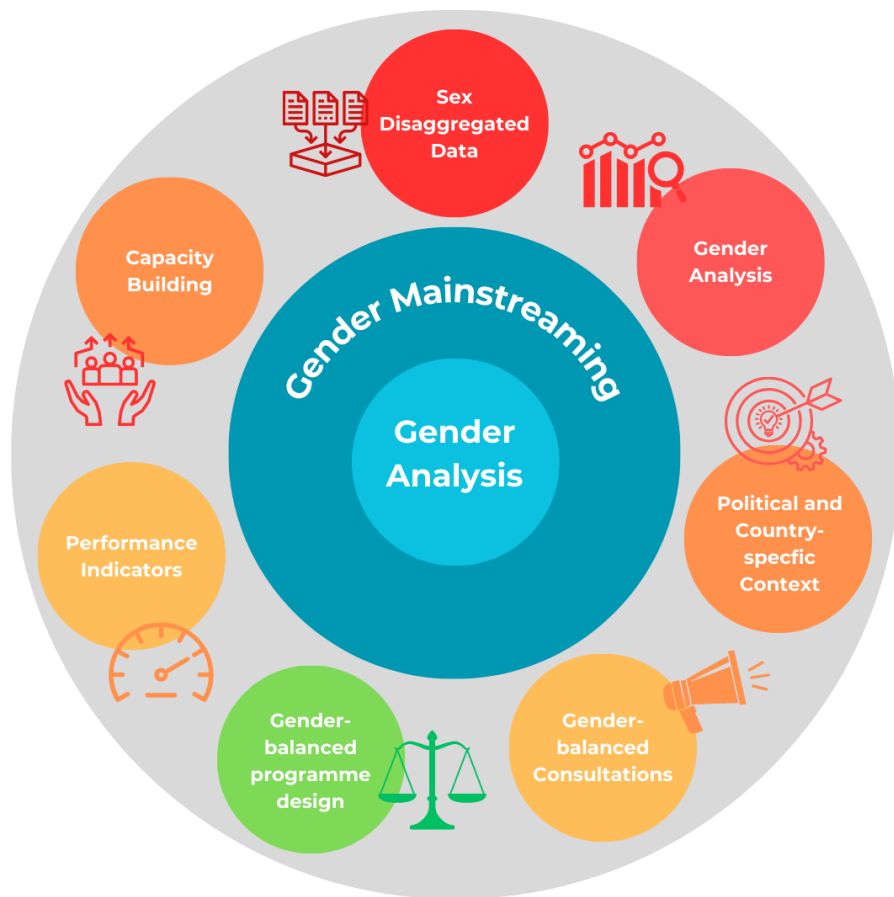 Sex
Disaggregated
Data
Gender
Analysis
Political and
Country-
specfic
Context
Gender-
balanced
Consultations
Gender-
balanced
programme
design
Performance
Indicators
Capacity
Building
Gender Mainstreaming
Gender
Analysis